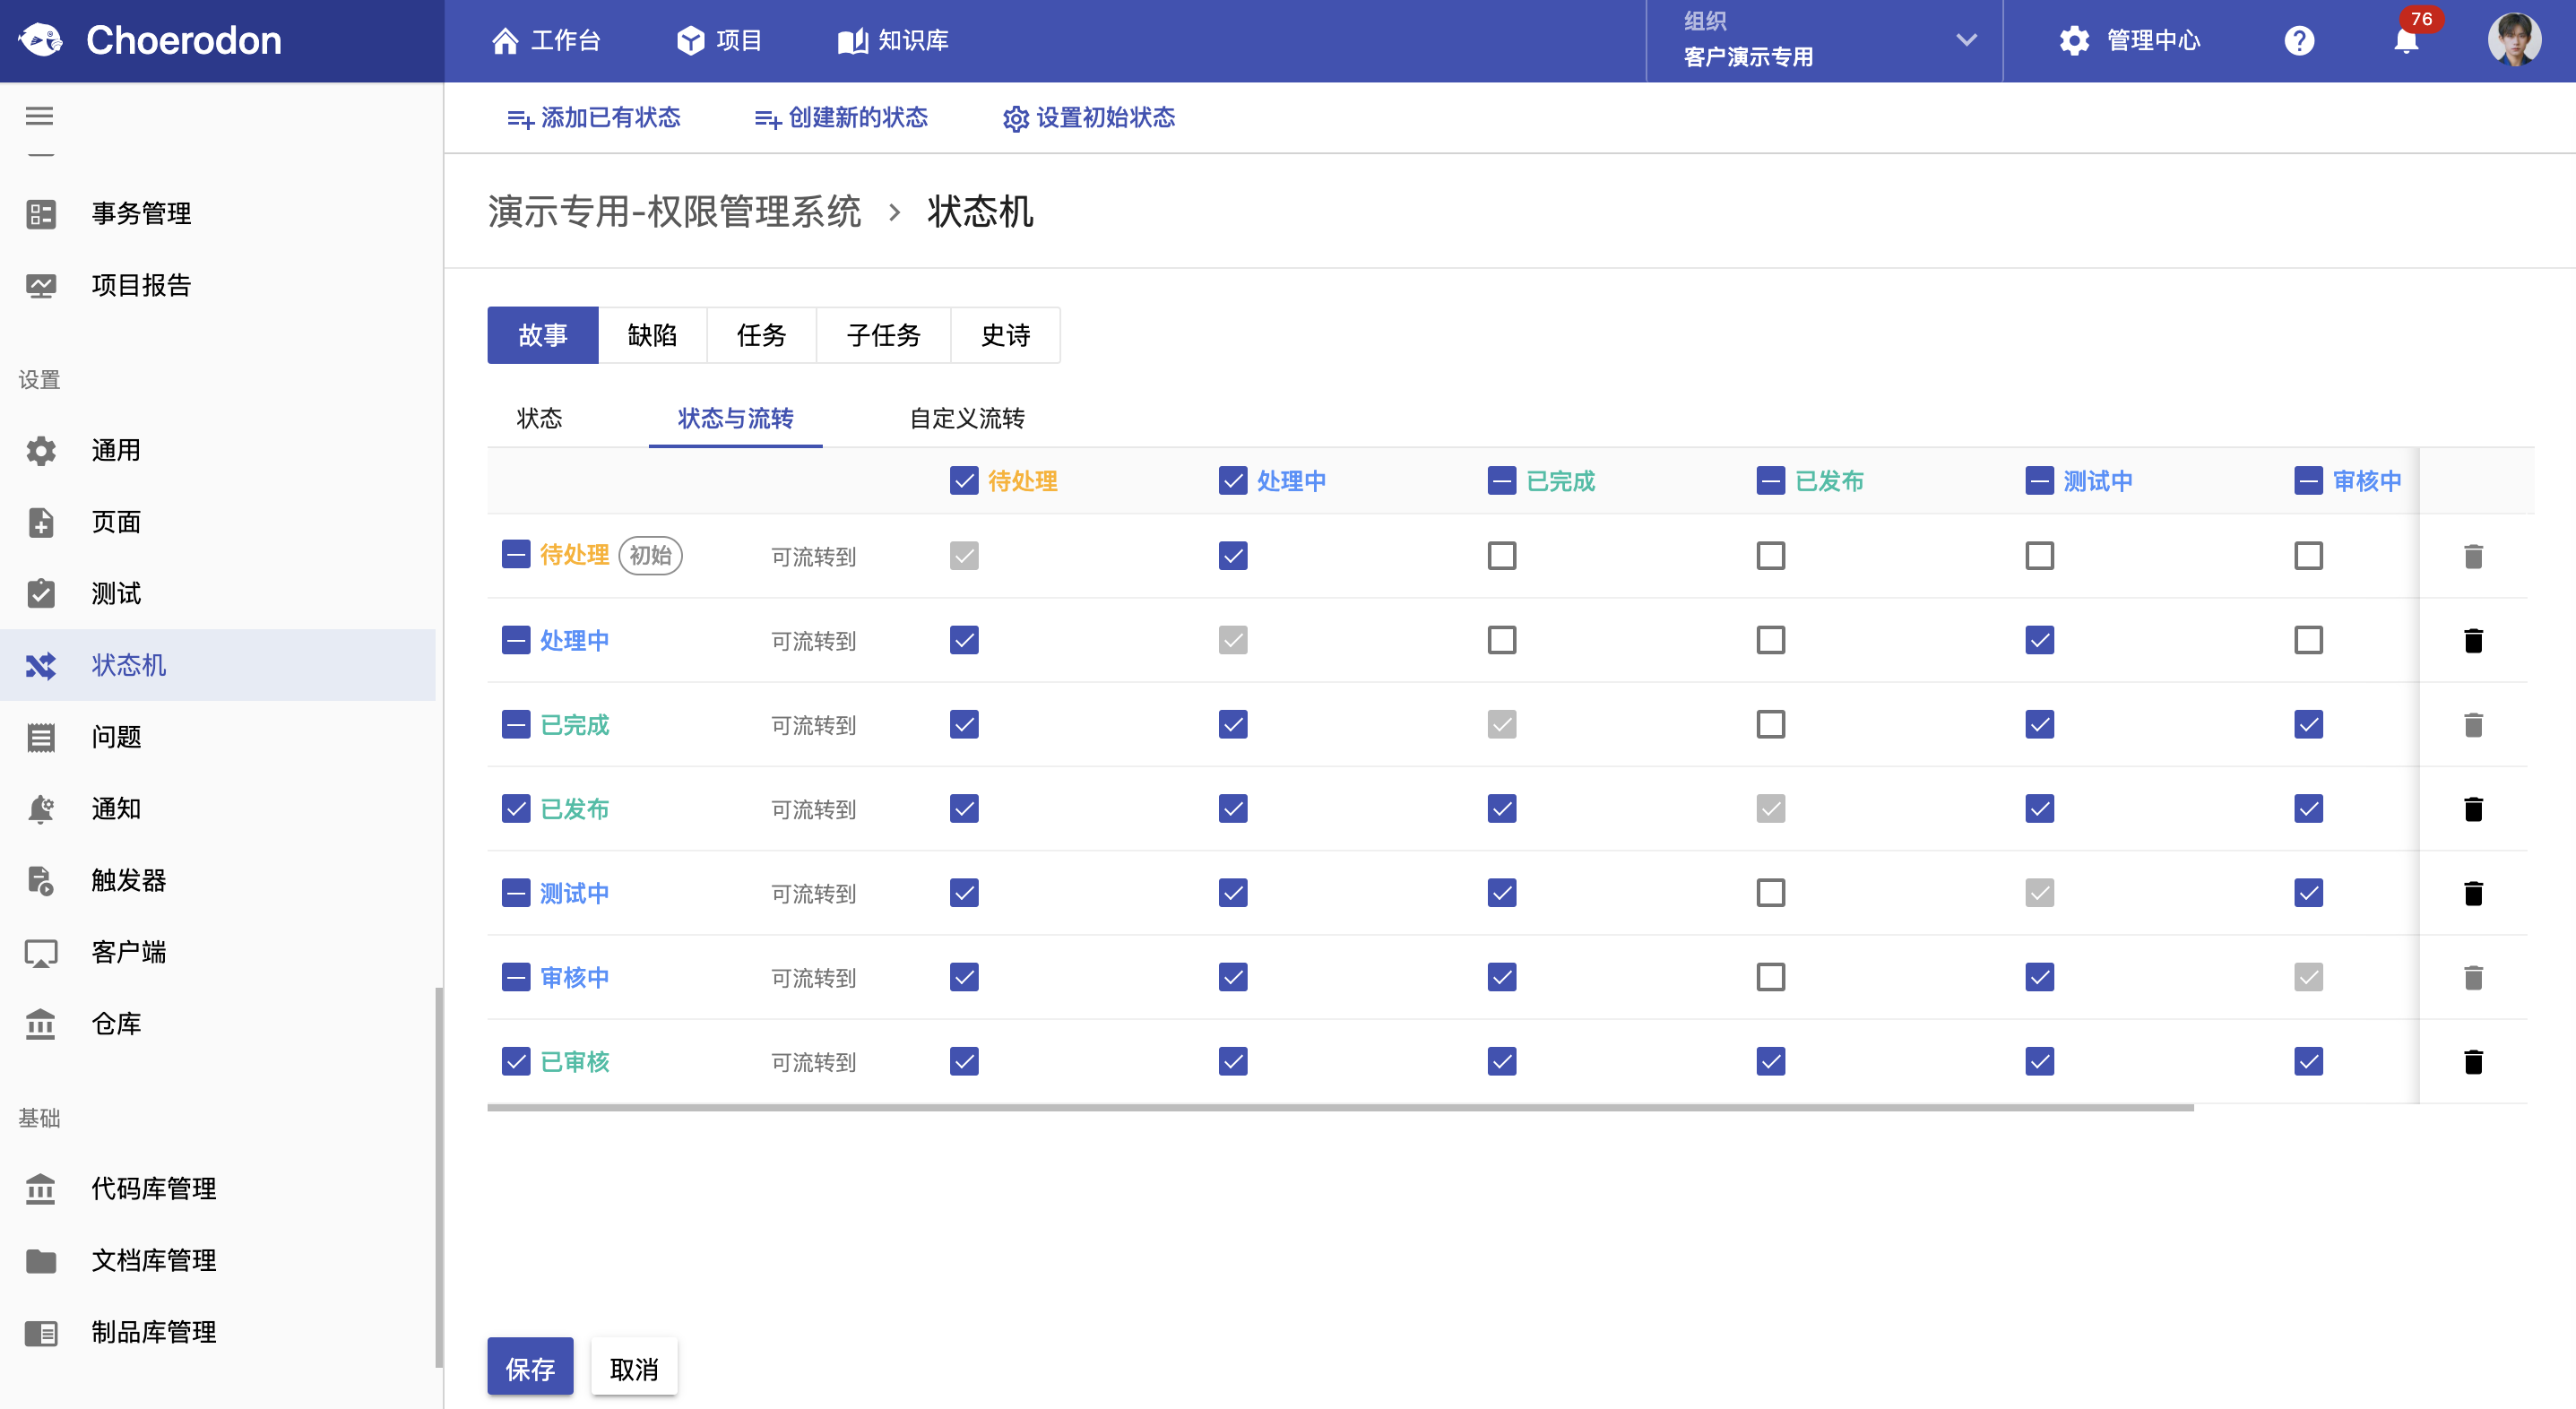 Choerodon
工作台
项目
知识库
组织
客户演示专用
管理中心
76
添加已有状态
创建新的状态
设置初始状态
事务管理
项目报告
设置
通用
页面
测试
状态机
问题
通知
触发器
客户端
仓库
基础
代码库管理
文档库管理
制品库管理
演示专用-权限管理系统 > 状态机
故事
缺陷
任务
子任务
史诗
状态
状态与流转
自定义流转
待处理
处理中
已完成
已发布
测试中
审核中
待处理 初始 可流转到
处理中 可流转到
已完成 可流转到
已发布 可流转到
测试中 可流转到
审核中 可流转到
已审核 可流转到
保存
取消